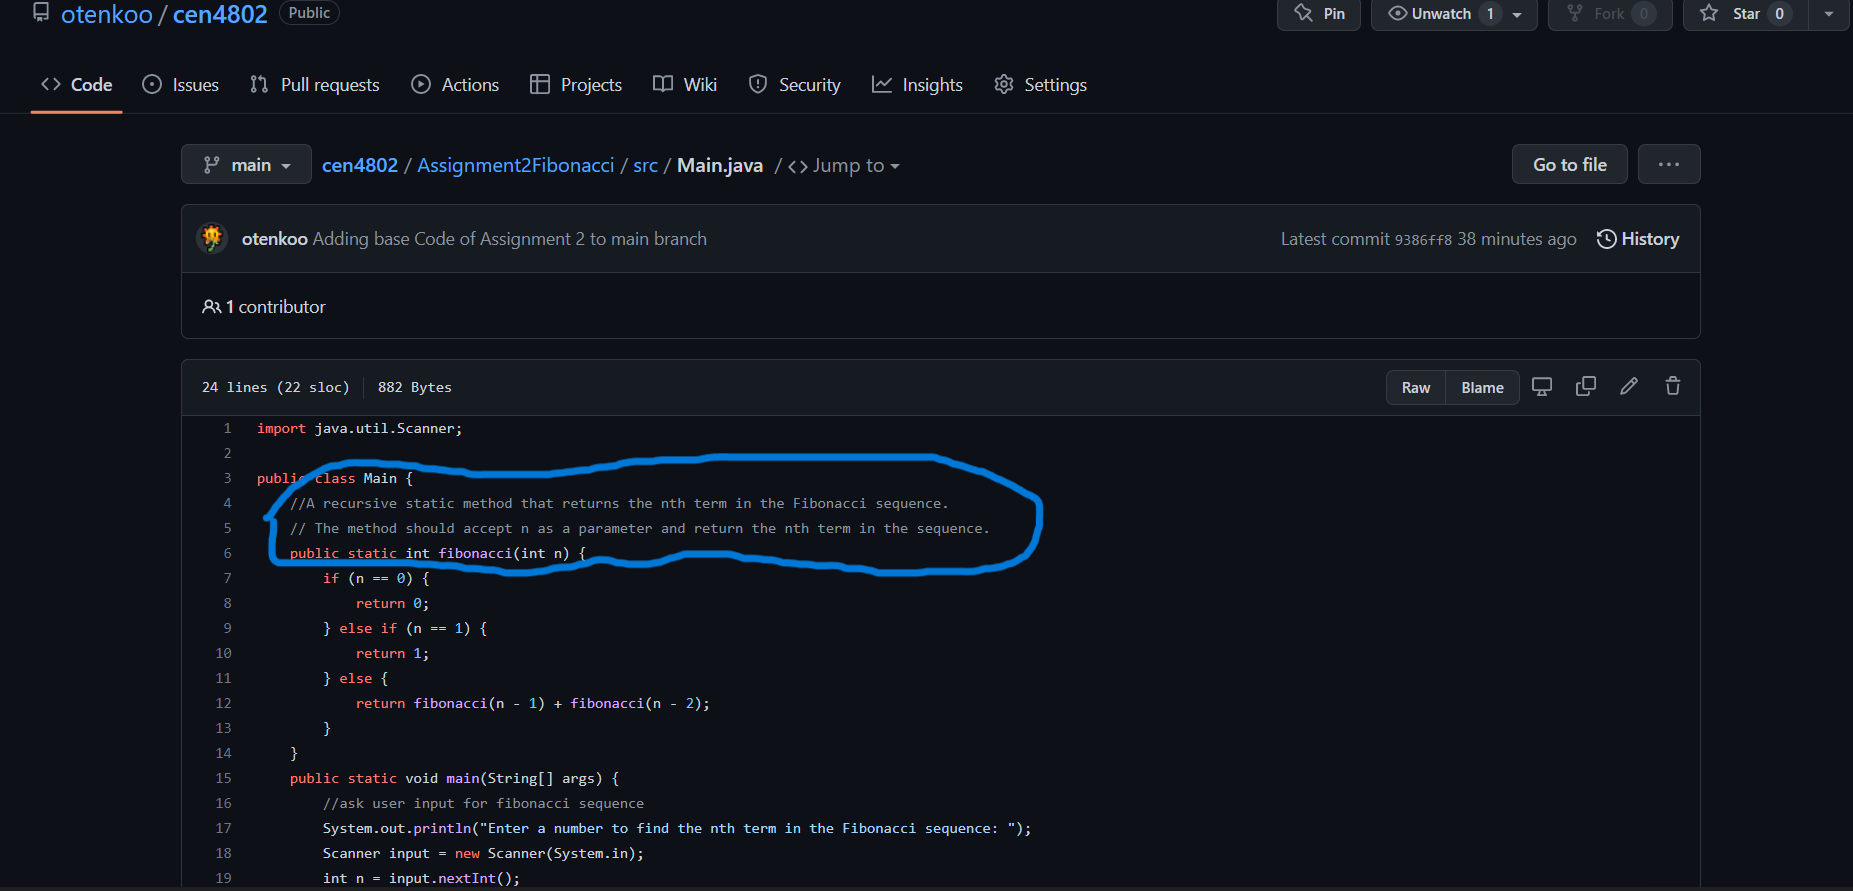 otenkoo / cen4802 Public Pin Unwatch 1 Fork 0 Star 0
Code Issues Pull requests Actions Projects Wiki Security Insights Settings
main cen4802 / Assignment2Fibonacci / src / Main.java / <> Jump to Go to file ...
otenkoo Adding base Code of Assignment 2 to main branch Latest commit 9386ff8 38 minutes ago History
1 contributor
24 lines (22 sloc) 882 Bytes Raw Blame
1 import java.util.Scanner;
2
3 public class Main {
4 //A recursive static method that returns the nth term in the Fibonacci sequence.
5 // The method should accept n as a parameter and return the nth term in the sequence.
6 public static int fibonacci(int n) {
7 if (n == 0) {
8 return 0;
9 } else if (n == 1) {
10 return 1;
11 } else {
12 return fibonacci(n - 1) + fibonacci(n - 2);
13 }
14 }
15 public static void main(String[] args) {
16 //ask user input for fibonacci sequence
17 System.out.println("Enter a number to find the nth term in the Fibonacci sequence: ");
18 Scanner input = new Scanner(System.in);
19 int n = input.nextInt();